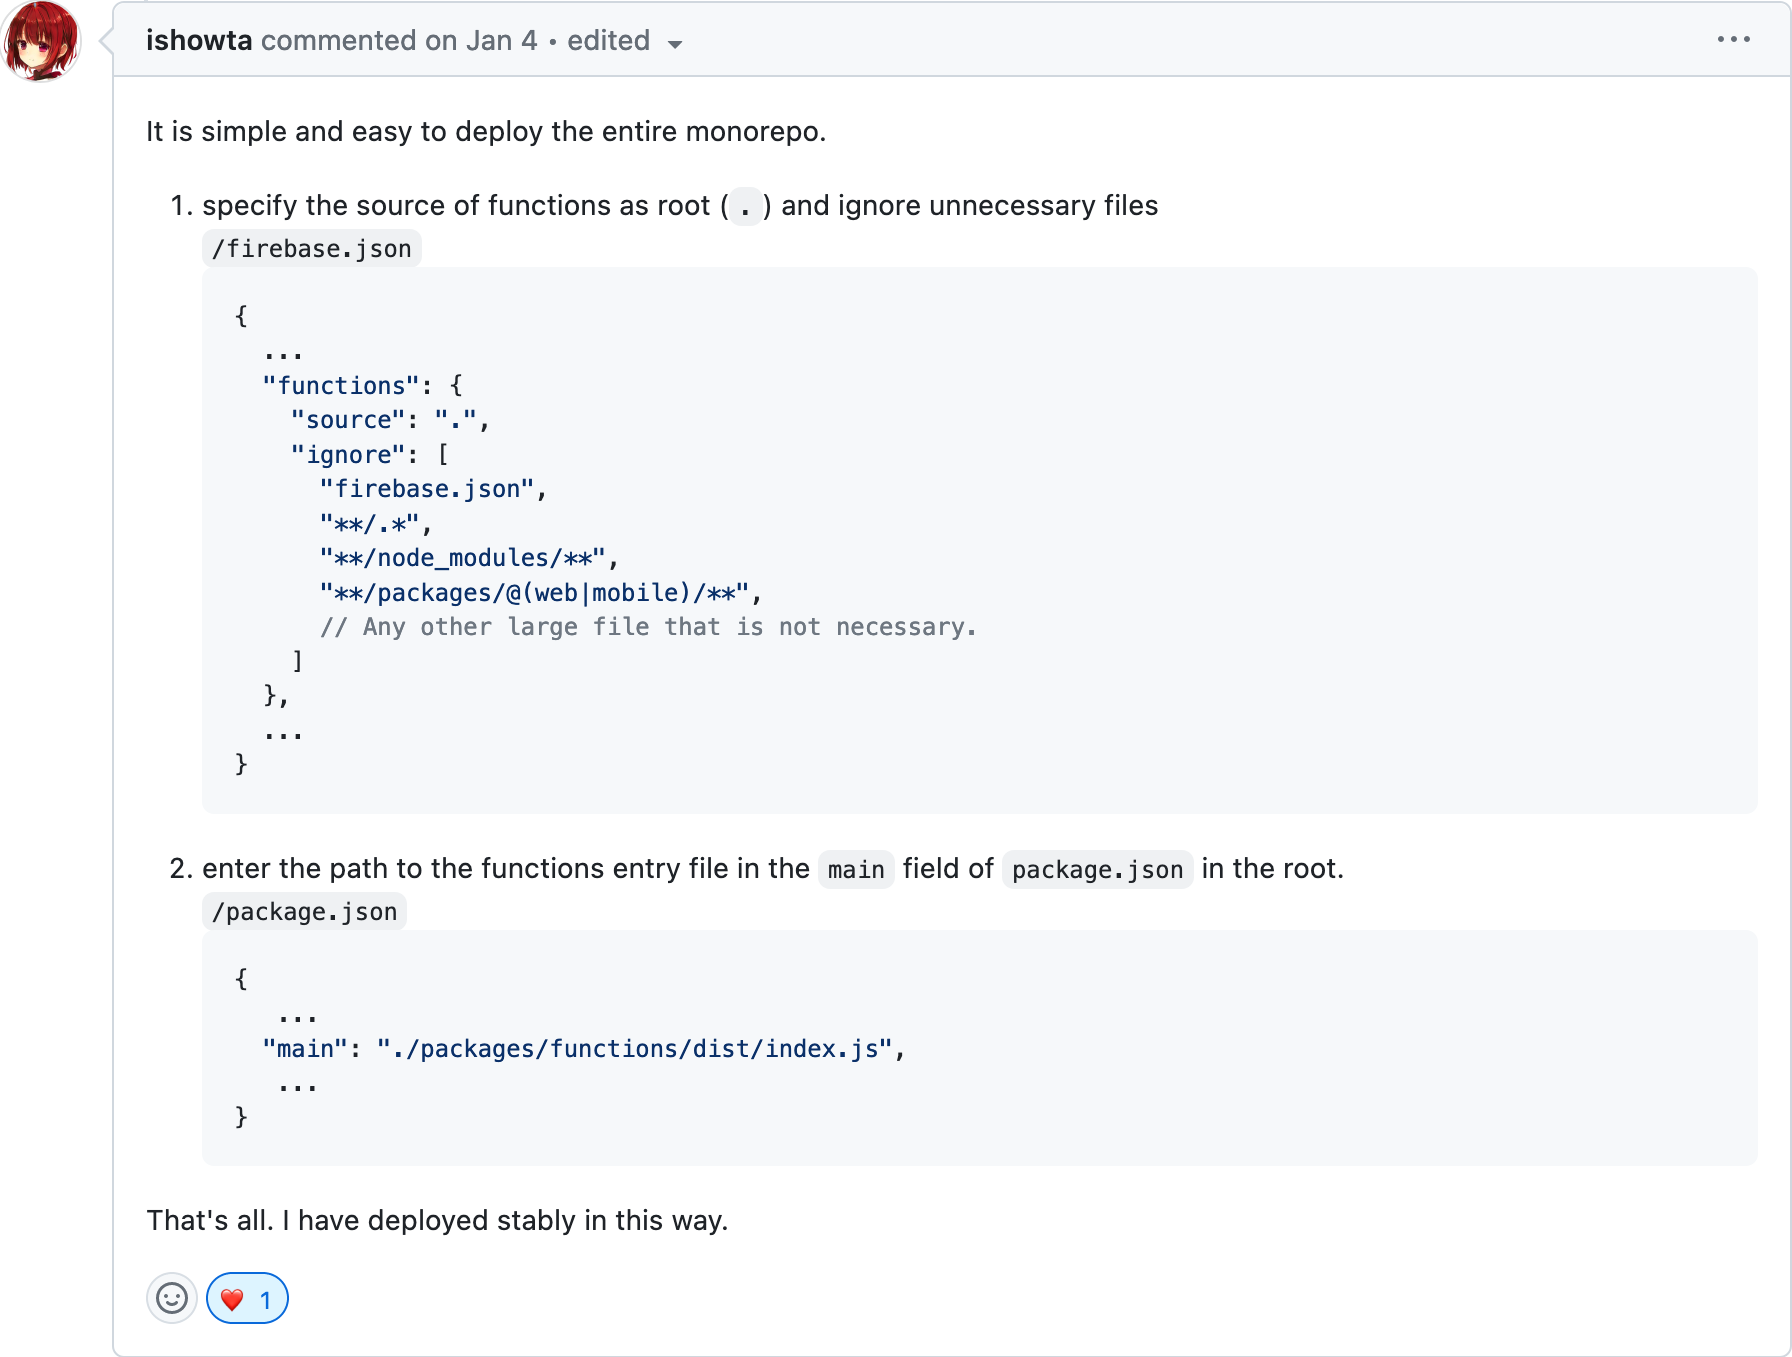 ishowta commented on Jan 4 • edited
It is simple and easy to deploy the entire monorepo.
1. specify the source of functions as root ( . ) and ignore unnecessary files
/firebase.json
{
  ...
  "functions": {
    "source": ".",
    "ignore": [
      "firebase.json",
      "**/.*",
      "**/node_modules/**",
      "**/packages/@(web|mobile)/**",
      // Any other large file that is not necessary.
    ]
  },
  ...
}
2. enter the path to the functions entry file in the main field of package.json in the root.
/package.json
{
   ...
  "main": "./packages/functions/dist/index.js",
   ...
}
That's all. I have deployed stably in this way.
❤️ 1